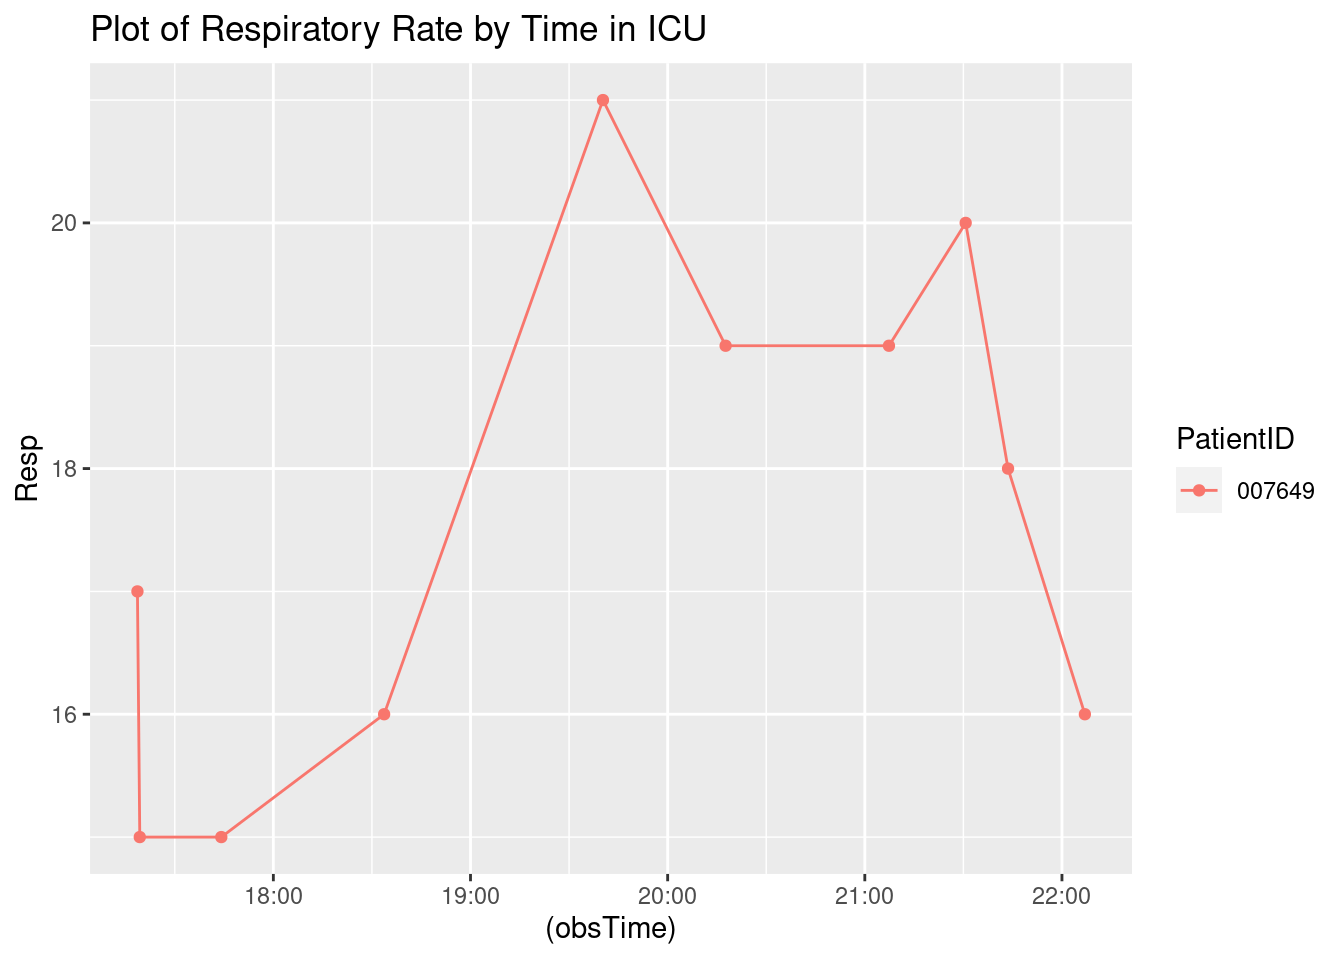 Plot of Respiratory Rate by Time in ICU
Resp
20
18
16
18:00
19:00
20:00
21:00
22:00
(obsTime)
PatientID
007649